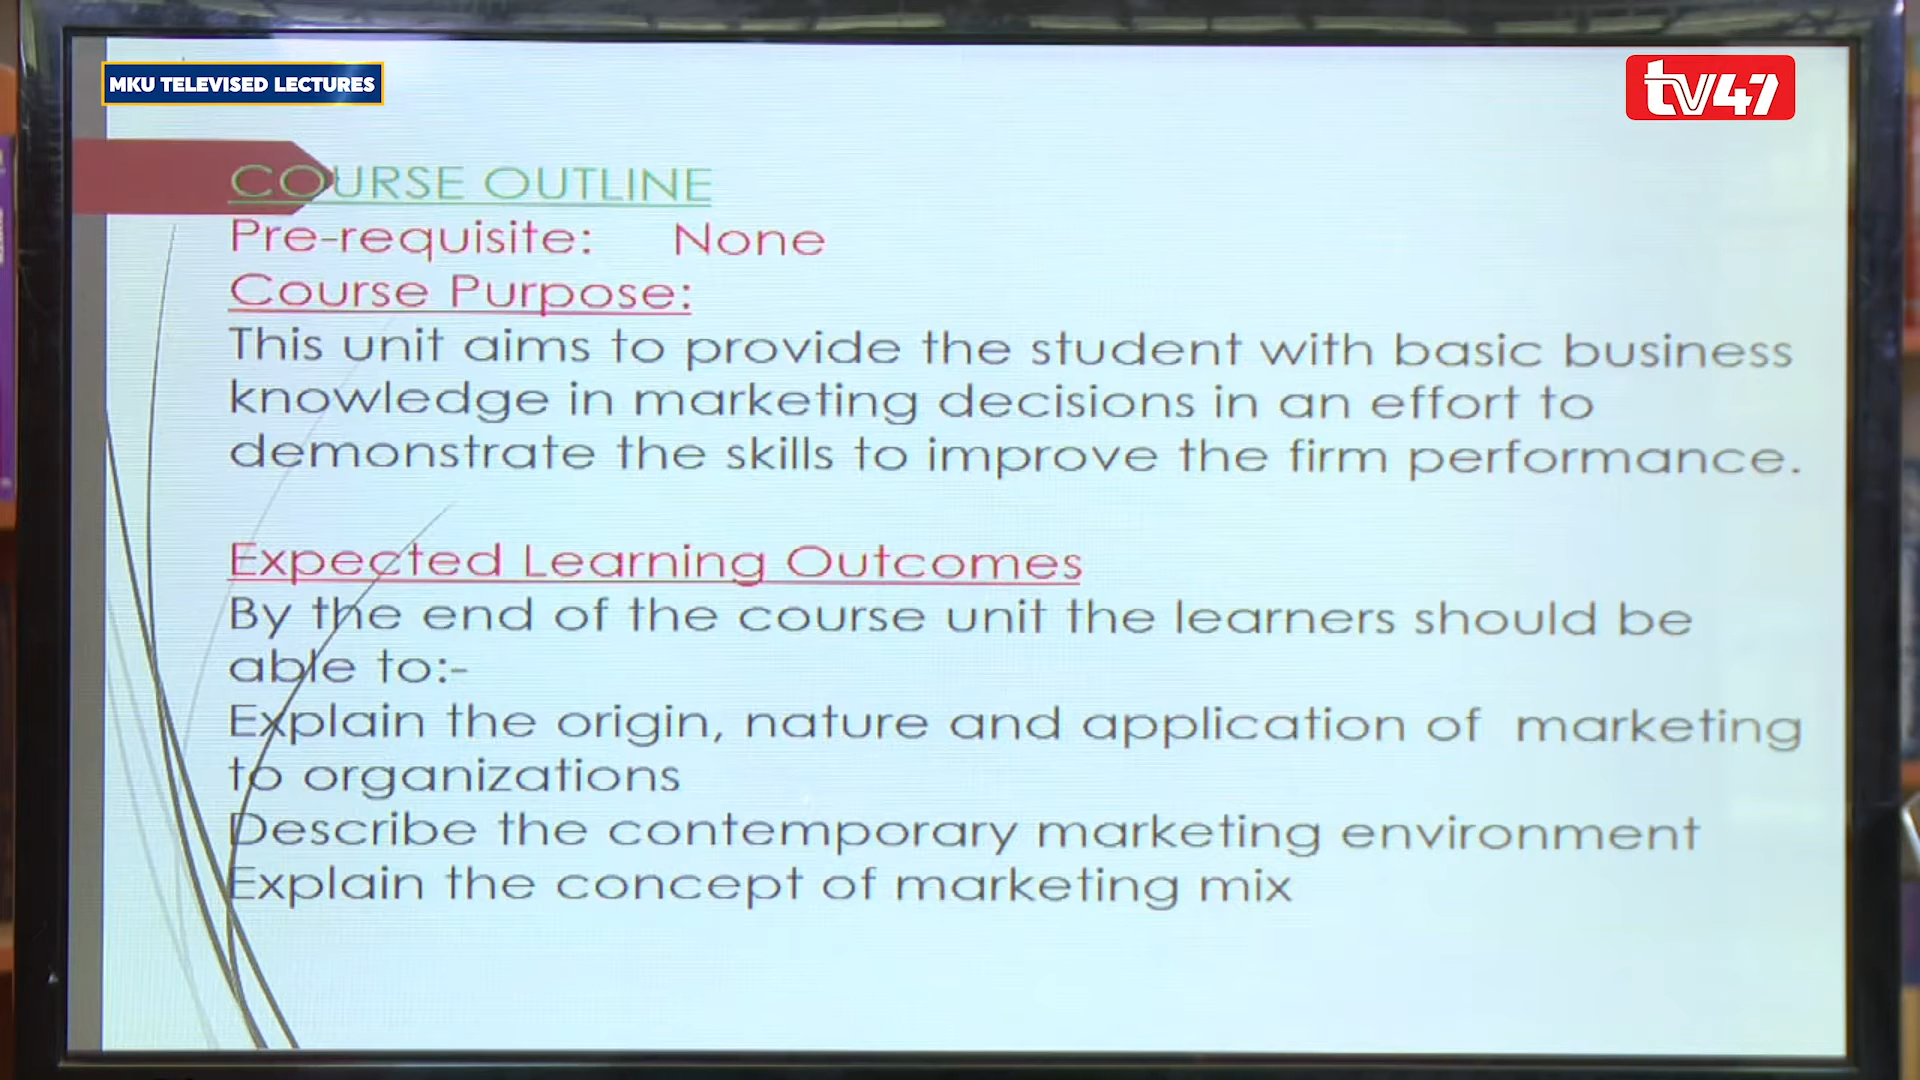 MKU TELEVISED LECTURES
tv47
COURSE OUTLINE
Pre-requisite: None
Course Purpose:
This unit aims to provide the student with basic business
knowledge in marketing decisions in an effort to
demonstrate the skills to improve the firm performance.
Expected Learning Outcomes
By the end of the course unit the learners should be
able to:-
Explain the origin, nature and application of marketing
to organizations
Describe the contemporary marketing environment
Explain the concept of marketing mix